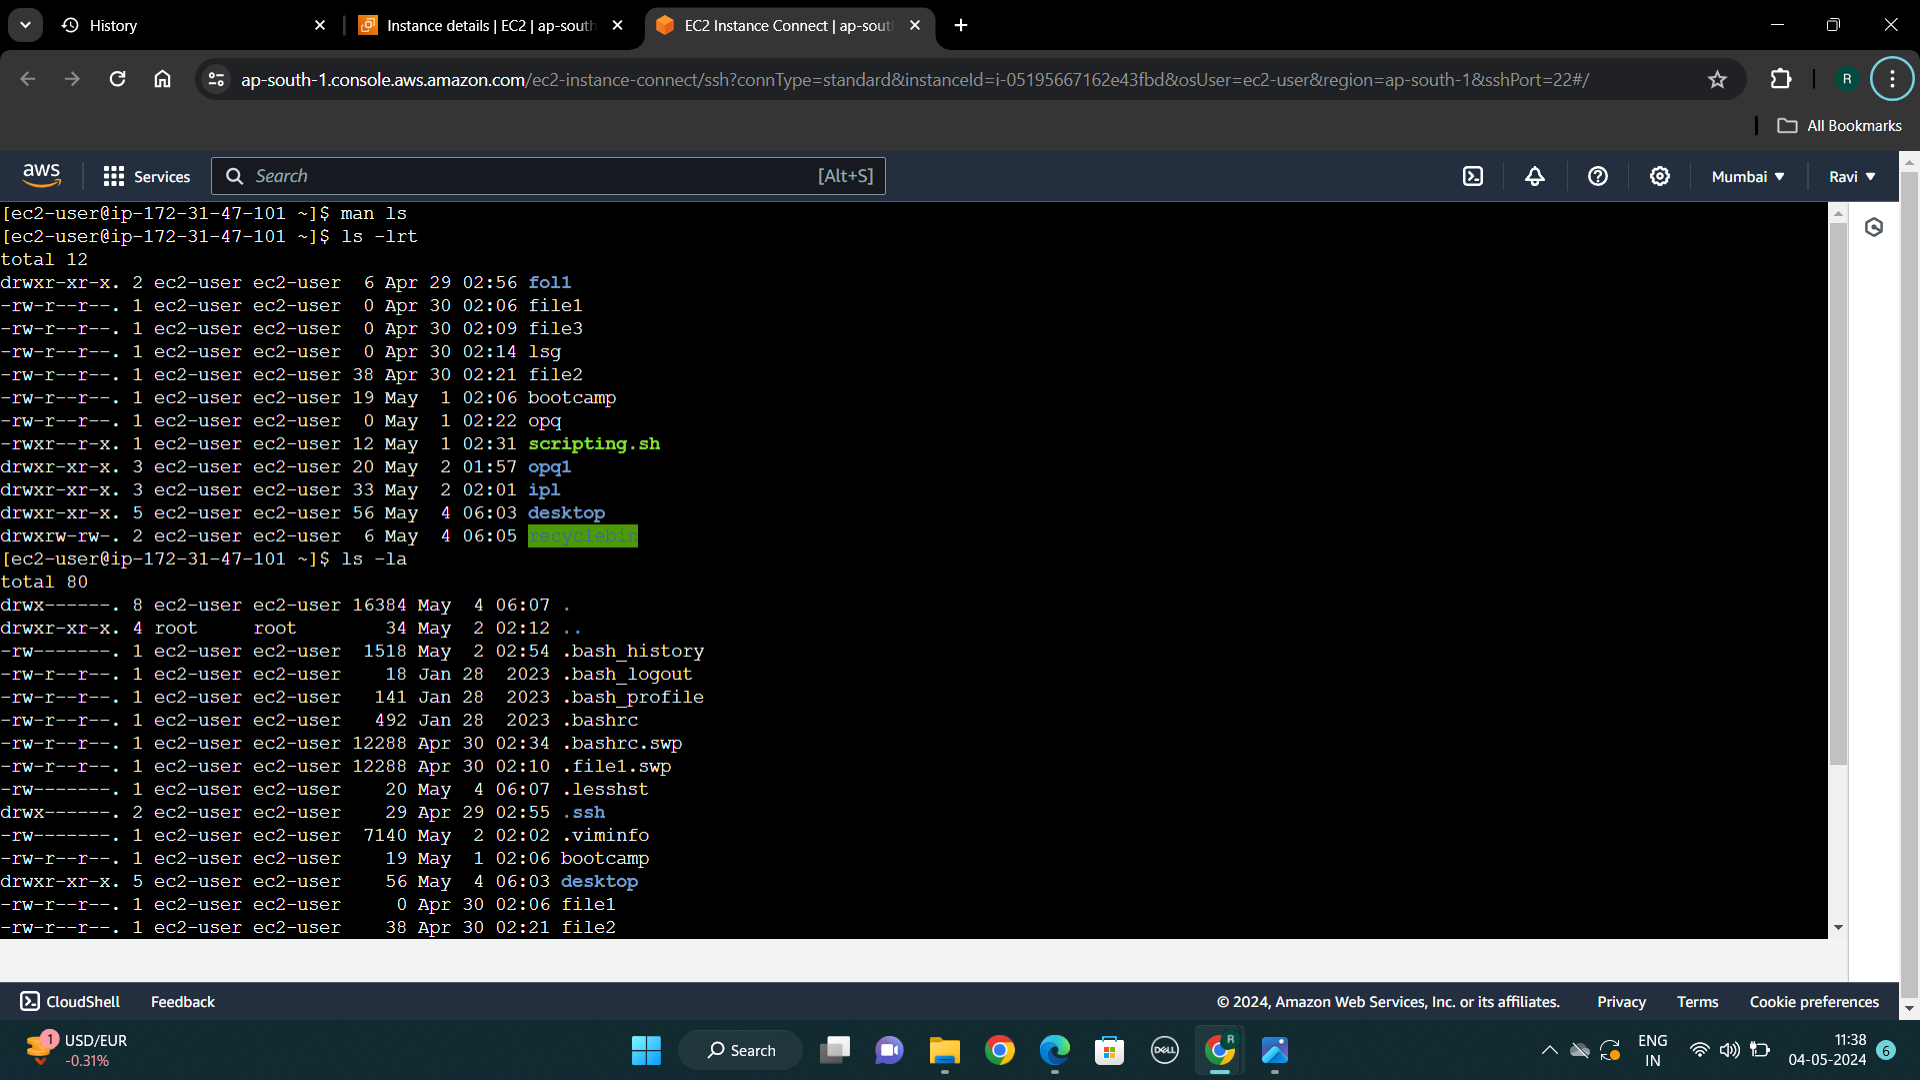 History
Instance details | EC2 | ap-south
EC2 Instance Connect | ap-sout
ap-south-1.console.aws.amazon.com/ec2-instance-connect/ssh?connType=standard&instanceId=i-05195667162e43fbd&osUser=ec2-user&region=ap-south-1&sshPort=22#/
R
All Bookmarks
aws
Services
Search
[Alt+S]
Mumbai
Ravi
[ec2-user@ip-172-31-47-101 ~]$ man ls
[ec2-user@ip-172-31-47-101 ~]$ ls -lrt
total 12
drwxr-xr-x. 2 ec2-user ec2-user  6 Apr 29 02:56 fol1
-rw-r--r--. 1 ec2-user ec2-user  0 Apr 30 02:06 file1
-rw-r--r--. 1 ec2-user ec2-user  0 Apr 30 02:09 file3
-rw-r--r--. 1 ec2-user ec2-user  0 Apr 30 02:14 lsg
-rw-r--r--. 1 ec2-user ec2-user 38 Apr 30 02:21 file2
-rw-r--r--. 1 ec2-user ec2-user 19 May  1 02:06 bootcamp
-rw-r--r--. 1 ec2-user ec2-user  0 May  1 02:22 opq
-rwxr--r-x. 1 ec2-user ec2-user 12 May  1 02:31 scripting.sh
drwxr-xr-x. 3 ec2-user ec2-user 20 May  2 01:57 opq1
drwxr-xr-x. 3 ec2-user ec2-user 33 May  2 02:01 ipl
drwxr-xr-x. 5 ec2-user ec2-user 56 May  4 06:03 desktop
drwxrw-rw-. 2 ec2-user ec2-user  6 May  4 06:05 recyclebin
[ec2-user@ip-172-31-47-101 ~]$ ls -la
total 80
drwx------. 8 ec2-user ec2-user 16384 May  4 06:07 .
drwxr-xr-x. 4 root     root        34 May  2 02:12 ..
-rw-------. 1 ec2-user ec2-user  1518 May  2 02:54 .bash_history
-rw-r--r--. 1 ec2-user ec2-user    18 Jan 28  2023 .bash_logout
-rw-r--r--. 1 ec2-user ec2-user   141 Jan 28  2023 .bash_profile
-rw-r--r--. 1 ec2-user ec2-user   492 Jan 28  2023 .bashrc
-rw-r--r--. 1 ec2-user ec2-user 12288 Apr 30 02:34 .bashrc.swp
-rw-r--r--. 1 ec2-user ec2-user 12288 Apr 30 02:10 .file1.swp
-rw-------. 1 ec2-user ec2-user    20 May  4 06:07 .lesshst
drwx------. 2 ec2-user ec2-user    29 Apr 29 02:55 .ssh
-rw-------. 1 ec2-user ec2-user  7140 May  2 02:02 .viminfo
-rw-r--r--. 1 ec2-user ec2-user    19 May  1 02:06 bootcamp
drwxr-xr-x. 5 ec2-user ec2-user    56 May  4 06:03 desktop
-rw-r--r--. 1 ec2-user ec2-user     0 Apr 30 02:06 file1
-rw-r--r--. 1 ec2-user ec2-user    38 Apr 30 02:21 file2
CloudShell
Feedback
© 2024, Amazon Web Services, Inc. or its affiliates.
Privacy
Terms
Cookie preferences
1
USD/EUR
-0.31%
Search
DELL
R
ENG
IN
11:38
04-05-2024
6